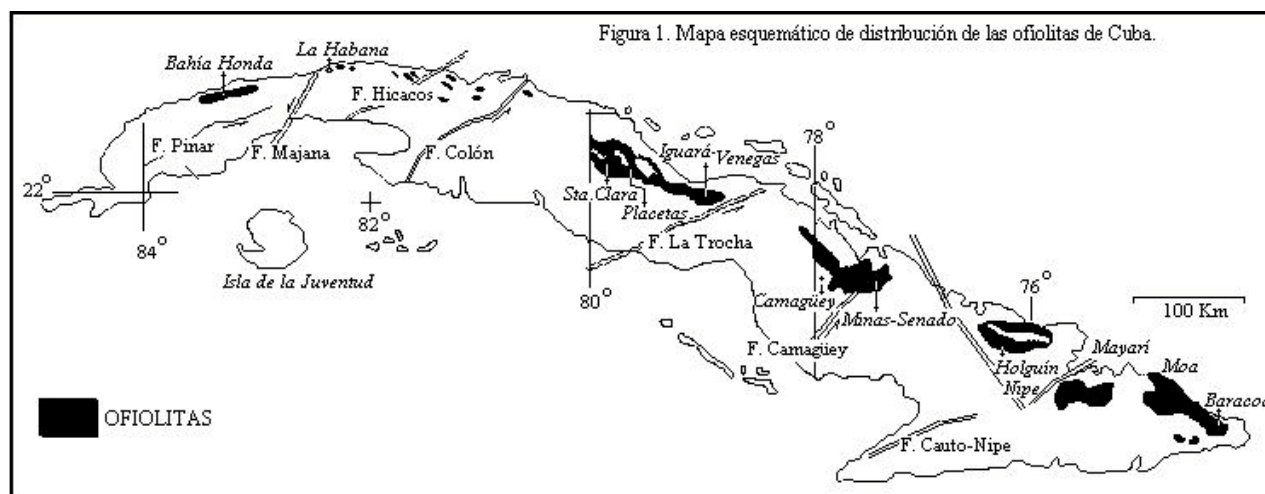 Figura 1. Mapa esquemático de distribución de las ofiolitas de Cuba.
La Habana
Bahía Honda
F. Hicacos
F. Pinar
F. Majana
F. Colón
78°
Iguará-
Venegas
22°
Sta. Clara
Placetas
82°
84°
F. La Trocha
Isla de la Juventud
80°
Camagüey
Minas-Senado
76°
100 Km
F. Camagüey
Holguín
Mayarí
Nipe
Moa
Baracoa
OFIOLITAS
F. Cauto-Nipe